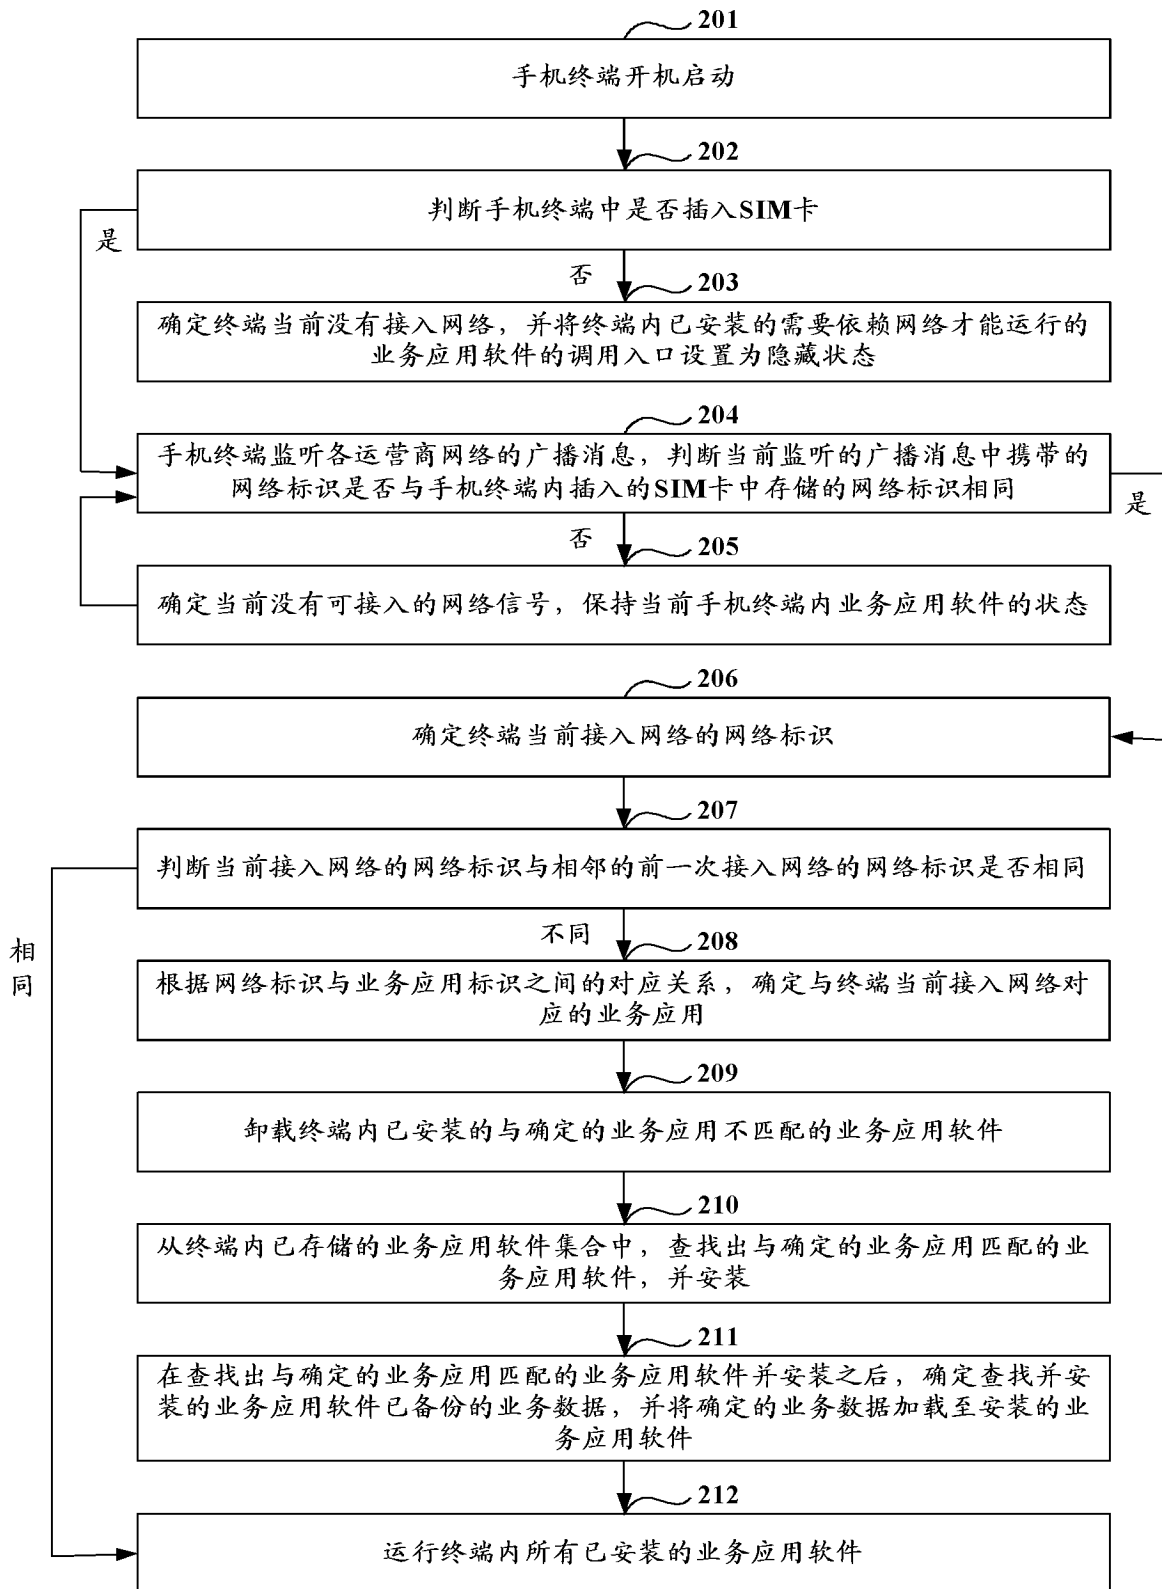 201
手机终端开机启动
202
判断手机终端中是否插入SIM卡
是
否
203
确定终端当前没有接入网络，并将终端内已安装的需要依赖网络才能运行的
业务应用软件的调用入口设置为隐藏状态
204
手机终端监听各运营商网络的广播消息，判断当前监听的广播消息中携带的
网络标识是否与手机终端内插入的SIM卡中存储的网络标识相同
是
否
205
确定当前没有可接入的网络信号，保持当前手机终端内业务应用软件的状态
206
确定终端当前接入网络的网络标识
207
判断当前接入网络的网络标识与相邻的前一次接入网络的网络标识是否相同
相
同
不同
208
根据网络标识与业务应用标识之间的对应关系，确定与终端当前接入网络对
应的业务应用
209
卸载终端内已安装的与确定的业务应用不匹配的业务应用软件
210
从终端内已存储的业务应用软件集合中，查找出与确定的业务应用匹配的业
务应用软件，并安装
211
在查找出与确定的业务应用匹配的业务应用软件并安装之后，确定查找并安
装的业务应用软件已备份的业务数据，并将确定的业务数据加载至安装的业
务应用软件
212
运行终端内所有已安装的业务应用软件